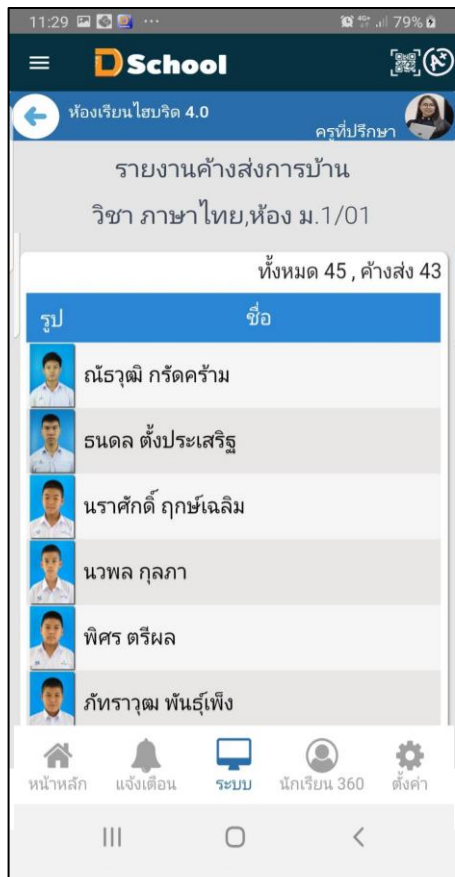 11:29 79%
D School
ห้องเรียนไฮบริด 4.0
ครูที่ปรึกษา
รายงานค้างส่งการบ้าน
วิชา ภาษาไทย,ห้อง ม.1/01
ทั้งหมด 45 , ค้างส่ง 43
รูป ชื่อ
ณัธวุฒิ กรัดคร้าม
ธนดล ตั้งประเสริฐ
นราศักดิ์ ฤกษ์เฉลิม
นวพล กุลภา
พิศร ตรีผล
ภัทราวุฒ พันธุ์เพ็ง
หน้าหลัก แจ้งเตือน ระบบ นักเรียน 360 ตั้งค่า